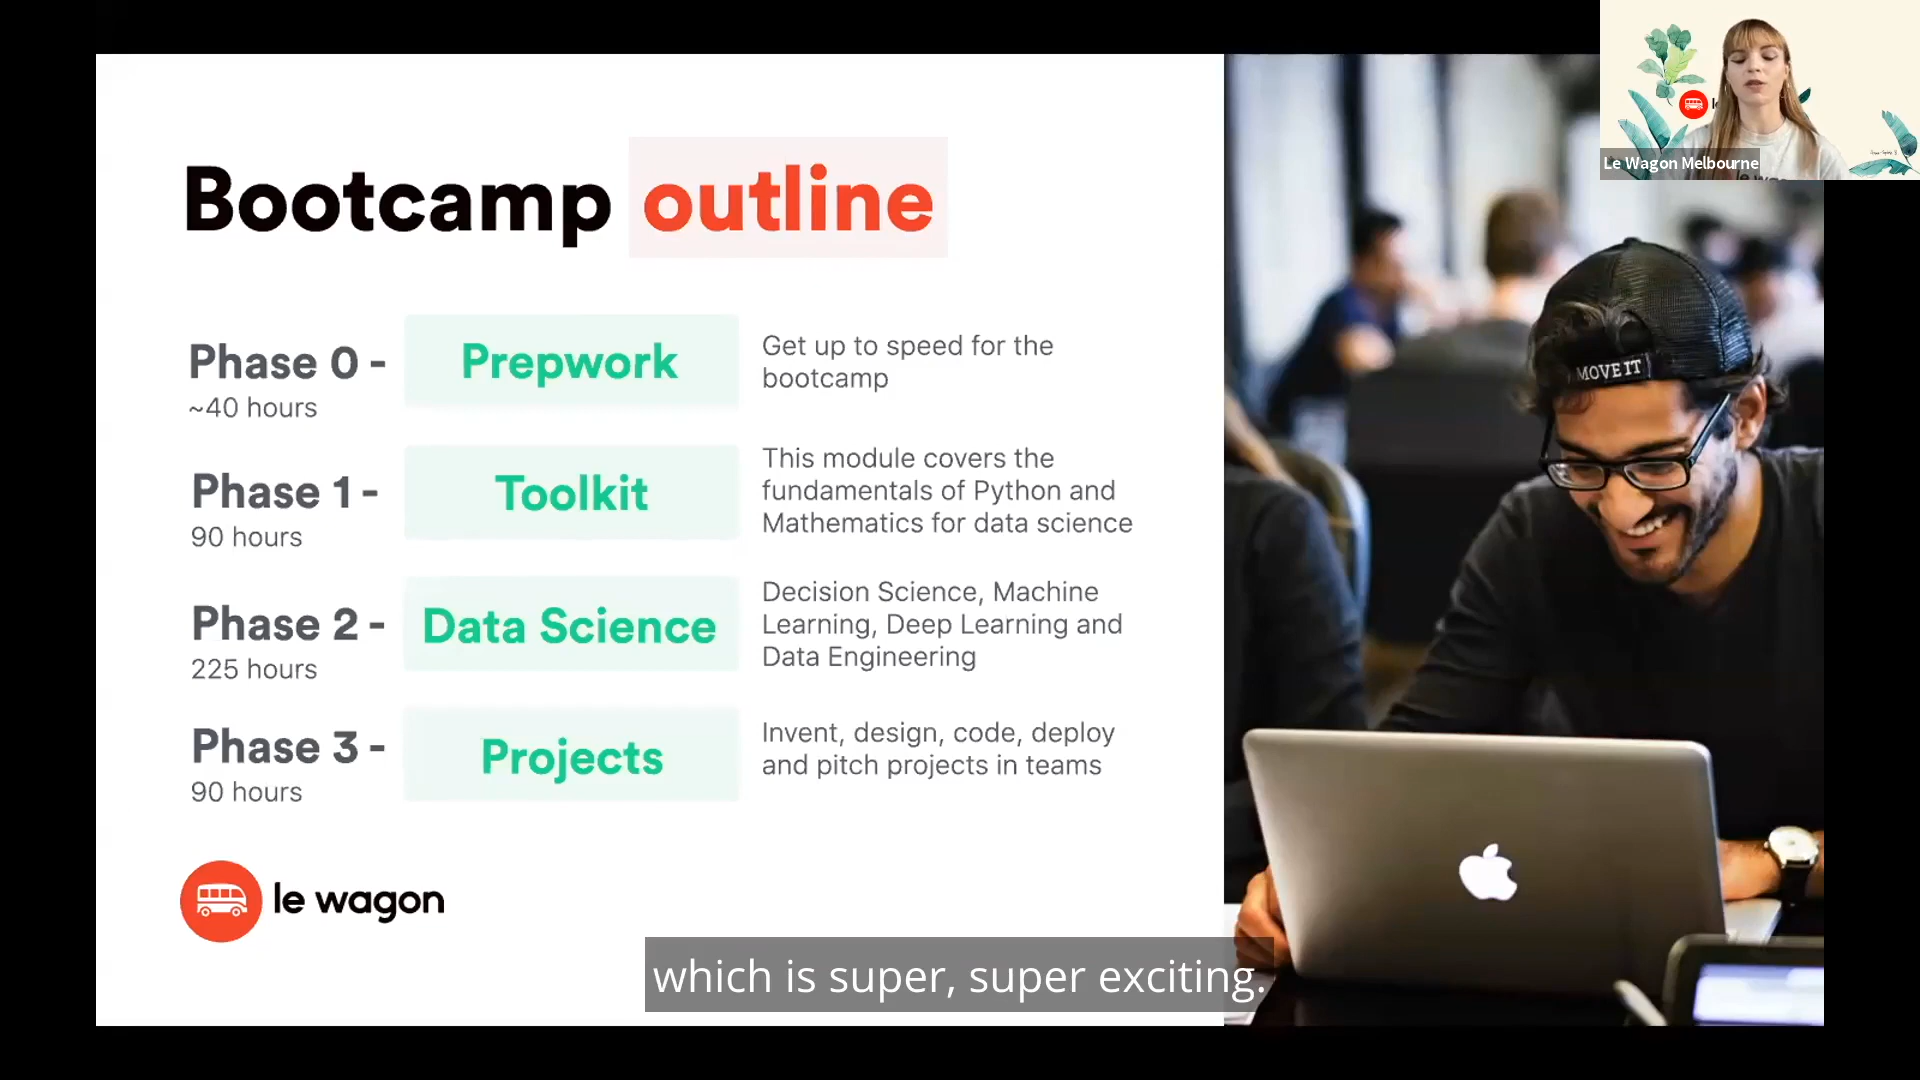 Bootcamp outline
Phase 0 -
~40 hours
Prepwork
Get up to speed for the
bootcamp
Phase 1 -
90 hours
Toolkit
This module covers the
fundamentals of Python and
Mathematics for data science
Phase 2 -
225 hours
Data Science
Decision Science, Machine
Learning, Deep Learning and
Data Engineering
Phase 3 -
90 hours
Projects
Invent, design, code, deploy
and pitch projects in teams
le wagon
which is super, super exciting.
MOVE IT
Le Wagon Melbourne